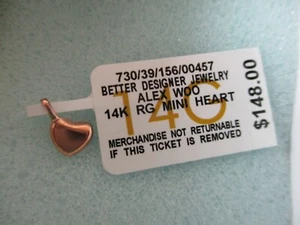 730/39/156/00457
BETTER DESIGNER JEWELRY
ALEX WOO
14K RG MINI HEART
14G
MERCHANDISE NOT RETURNABLE
IF THIS TICKET IS REMOVED
$148.00